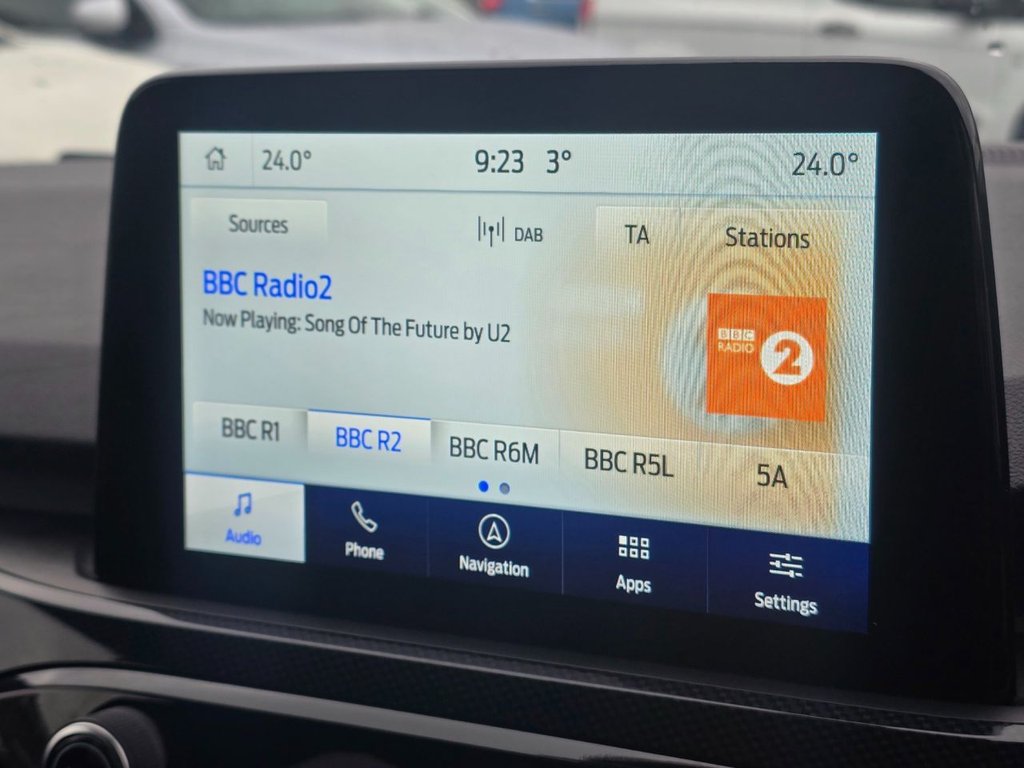 24.0° 9:23 3° 24.0°
Sources DAB TA Stations
BBC Radio2
Now Playing: Song Of The Future by U2
BBC
RADIO 2
BBC R1 BBC R2 BBC R6M BBC R5L 5A
Audio Phone Navigation Apps Settings